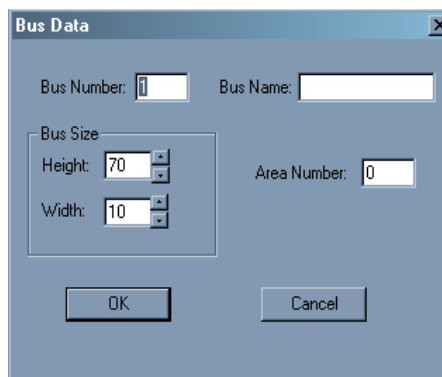 Bus Data
Bus Number: 1 Bus Name:
Bus Size
Height: 70 Area Number: 0
Width: 10
OK Cancel